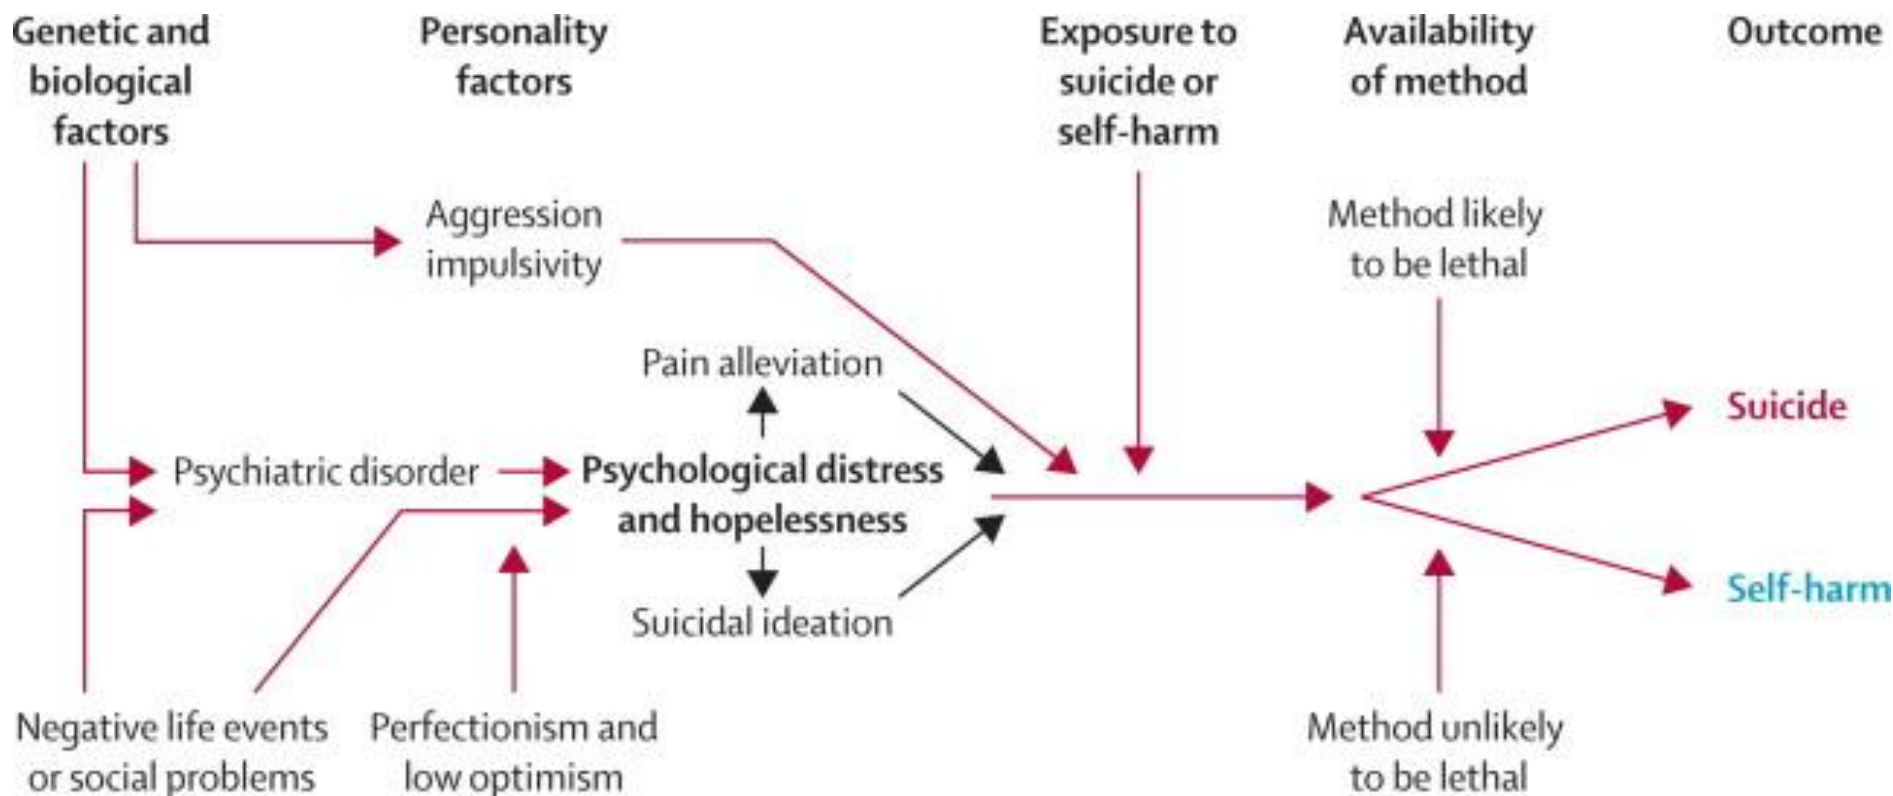 Genetic and
biological
factors
Personality
factors
Exposure to
suicide or
self-harm
Availability
of method
Outcome
Aggression
impulsivity
Method likely
to be lethal
Pain alleviation
Suicide
Psychiatric disorder
Psychological distress
and hopelessness
Self-harm
Suicidal ideation
Negative life events
or social problems
Perfectionism and
low optimism
Method unlikely
to be lethal